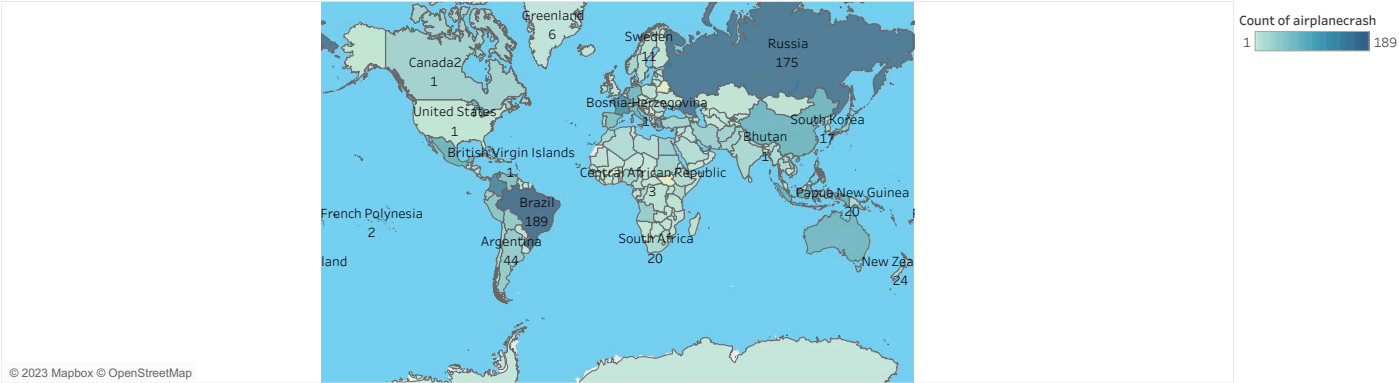 Greenland
6
Sweden
11
Russia
175
Canada2
1
Bosnia-Herzegovina
1
United States
1
South Korea
17
Bhutan
1
British Virgin Islands
1
Central African Republic
3
Papua New Guinea
20
Brazil
189
French Polynesia
2
Argentina
44
South Africa
20
land
New Zea
24
© 2023 Mapbox © OpenStreetMap
Count of airplanecrash
1 189